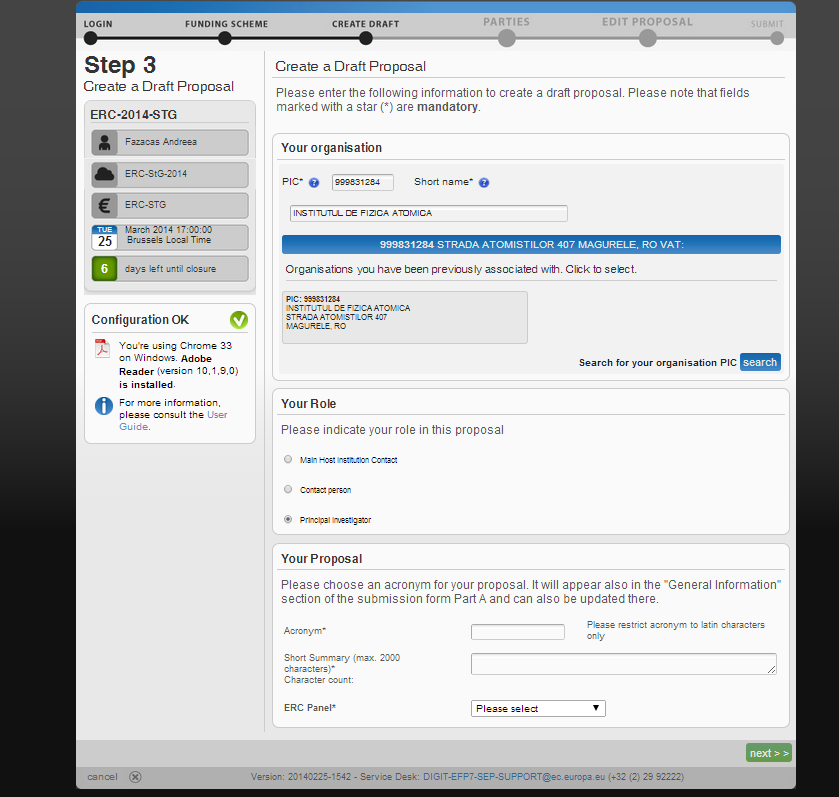 LOGIN
FUNDING SCHEME
CREATE DRAFT
PARTIES
EDIT PROPOSAL
SUBMIT
Step 3
Create a Draft Proposal
ERC-2014-STG
Fazacas Andreea
ERC-StG-2014
€ ERC-STG
TUE
25
March 2014 17:00:00
Brussels Local Time
6
days left until closure
Configuration OK
You're using Chrome 33
on Windows. Adobe
Reader (version 10,1,9,0)
is installed.
For more information,
please consult the User
Guide.
Create a Draft Proposal
Please enter the following information to create a draft proposal. Please note that fields
marked with a star (*) are mandatory.
Your organisation
PIC* ? 999831284 Short name* ?
INSTITUTUL DE FIZICA ATOMICA
999831284 STRADA ATOMISTILOR 407 MAGURELE, RO VAT:
Organisations you have been previously associated with. Click to select.
PIC: 999831284
INSTITUTUL DE FIZICA ATOMICA
STRADA ATOMISTILOR 407
MAGURELE, RO
Search for your organisation PIC search
Your Role
Please indicate your role in this proposal
Main Host Institution Contact
Contact person
Principal Investigator
Your Proposal
Please choose an acronym for your proposal. It will appear also in the "General Information"
section of the submission form Part A and can also be updated there.
Acronym*
Please restrict acronym to latin characters
only
Short Summary (max. 2000
characters)*
Character count:
ERC Panel* Please select
next > >
cancel
Version: 20140225-1542 - Service Desk: DIGIT-EFP7-SEP-SUPPORT@ec.europa.eu (+32 (2) 29 92222)